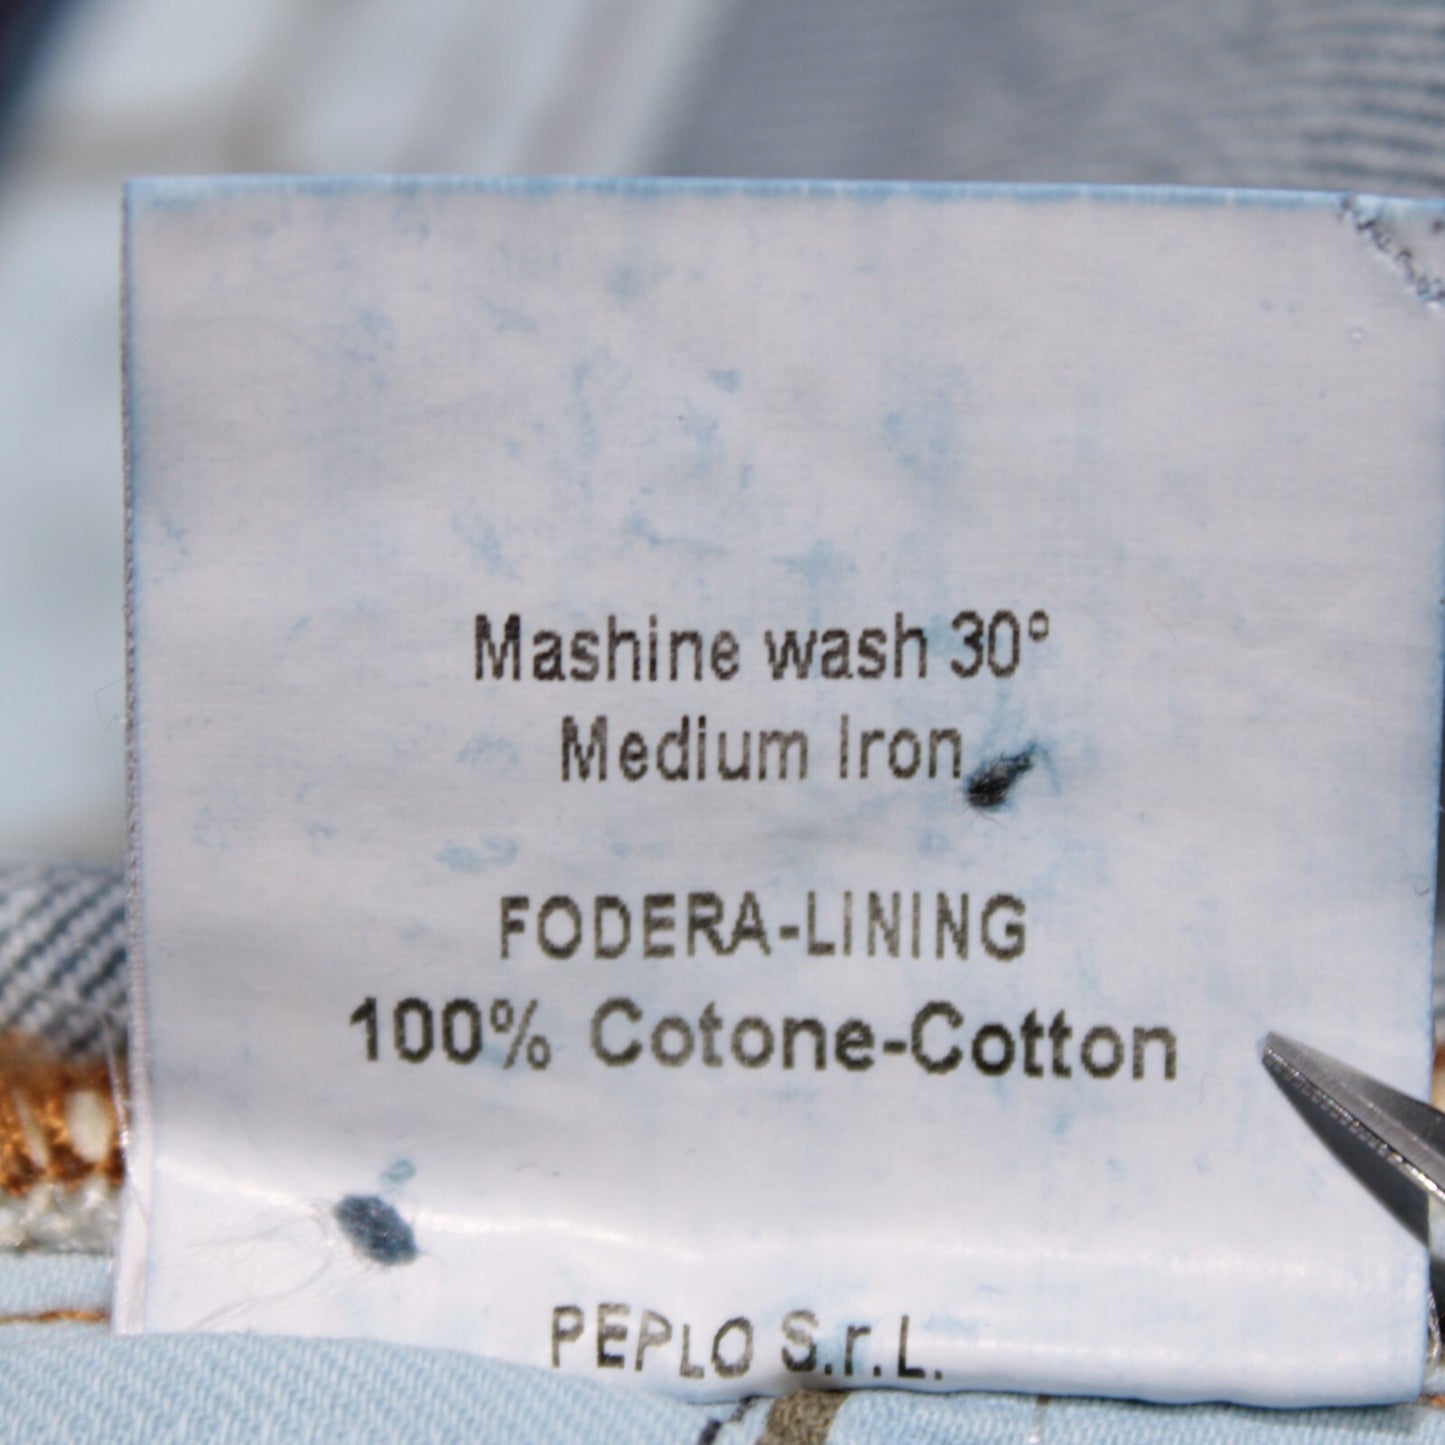 Mashine wash 30°
Medium Iron
FODERA-LINING
100% Cotone-Cotton
PEPLO S.r.L.